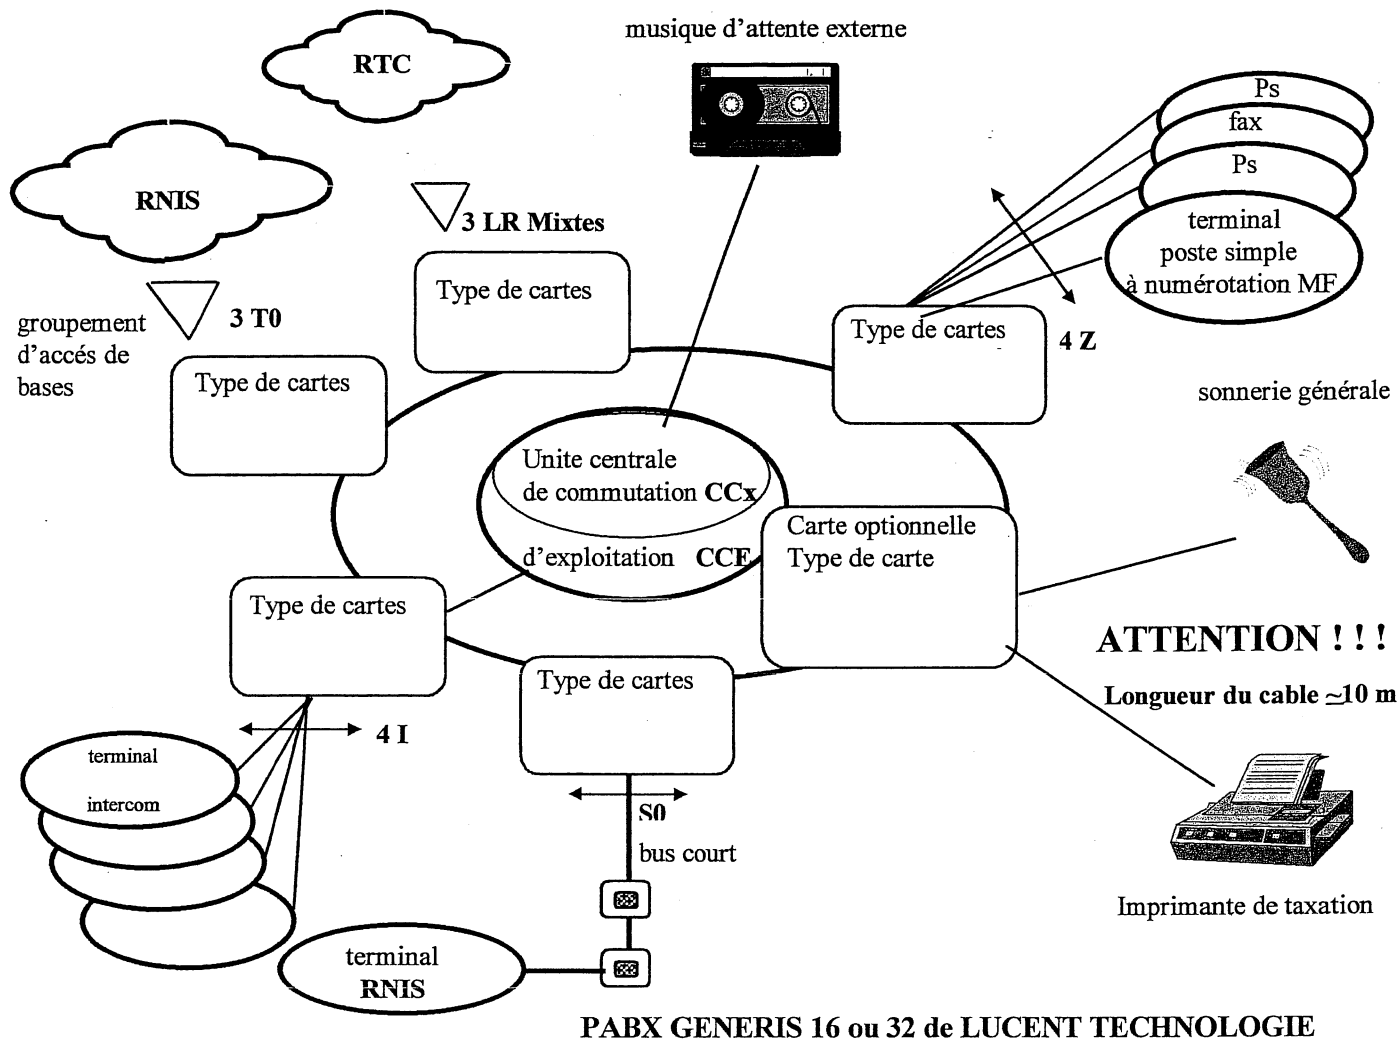 musique d'attente externe
RTC
RNIS
3 LR Mixtes
Type de cartes
Ps
fax
Ps
terminal
poste simple
à numérotation MF
groupement
d'accés de
bases
3 T0
Type de cartes
Type de cartes
4 Z
sonnerie générale
Unite centrale
de commutation CCx
d'exploitation CCE
Carte optionnelle
Type de carte
Type de cartes
ATTENTION ! ! !
Longueur du cable ≃10 m
Type de cartes
4 I
terminal
intercom
S0
bus court
terminal
RNIS
Imprimante de taxation
PABX GENERIS 16 ou 32 de LUCENT TECHNOLOGIE